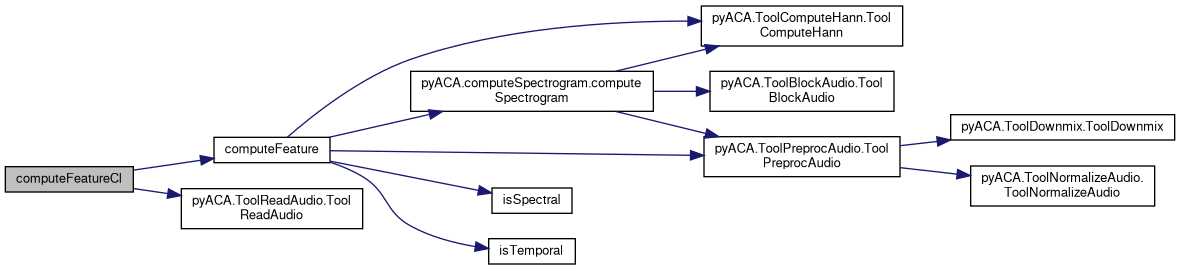 computeFeatureCl
computeFeature
pyACA.ToolReadAudio.Tool
ReadAudio
pyACA.computeSpectrogram.compute
Spectrogram
isSpectral
isTemporal
pyACA.ToolComputeHann.Tool
ComputeHann
pyACA.ToolBlockAudio.Tool
BlockAudio
pyACA.ToolPreprocAudio.Tool
PreprocAudio
pyACA.ToolDownmix.ToolDownmix
pyACA.ToolNormalizeAudio.
ToolNormalizeAudio